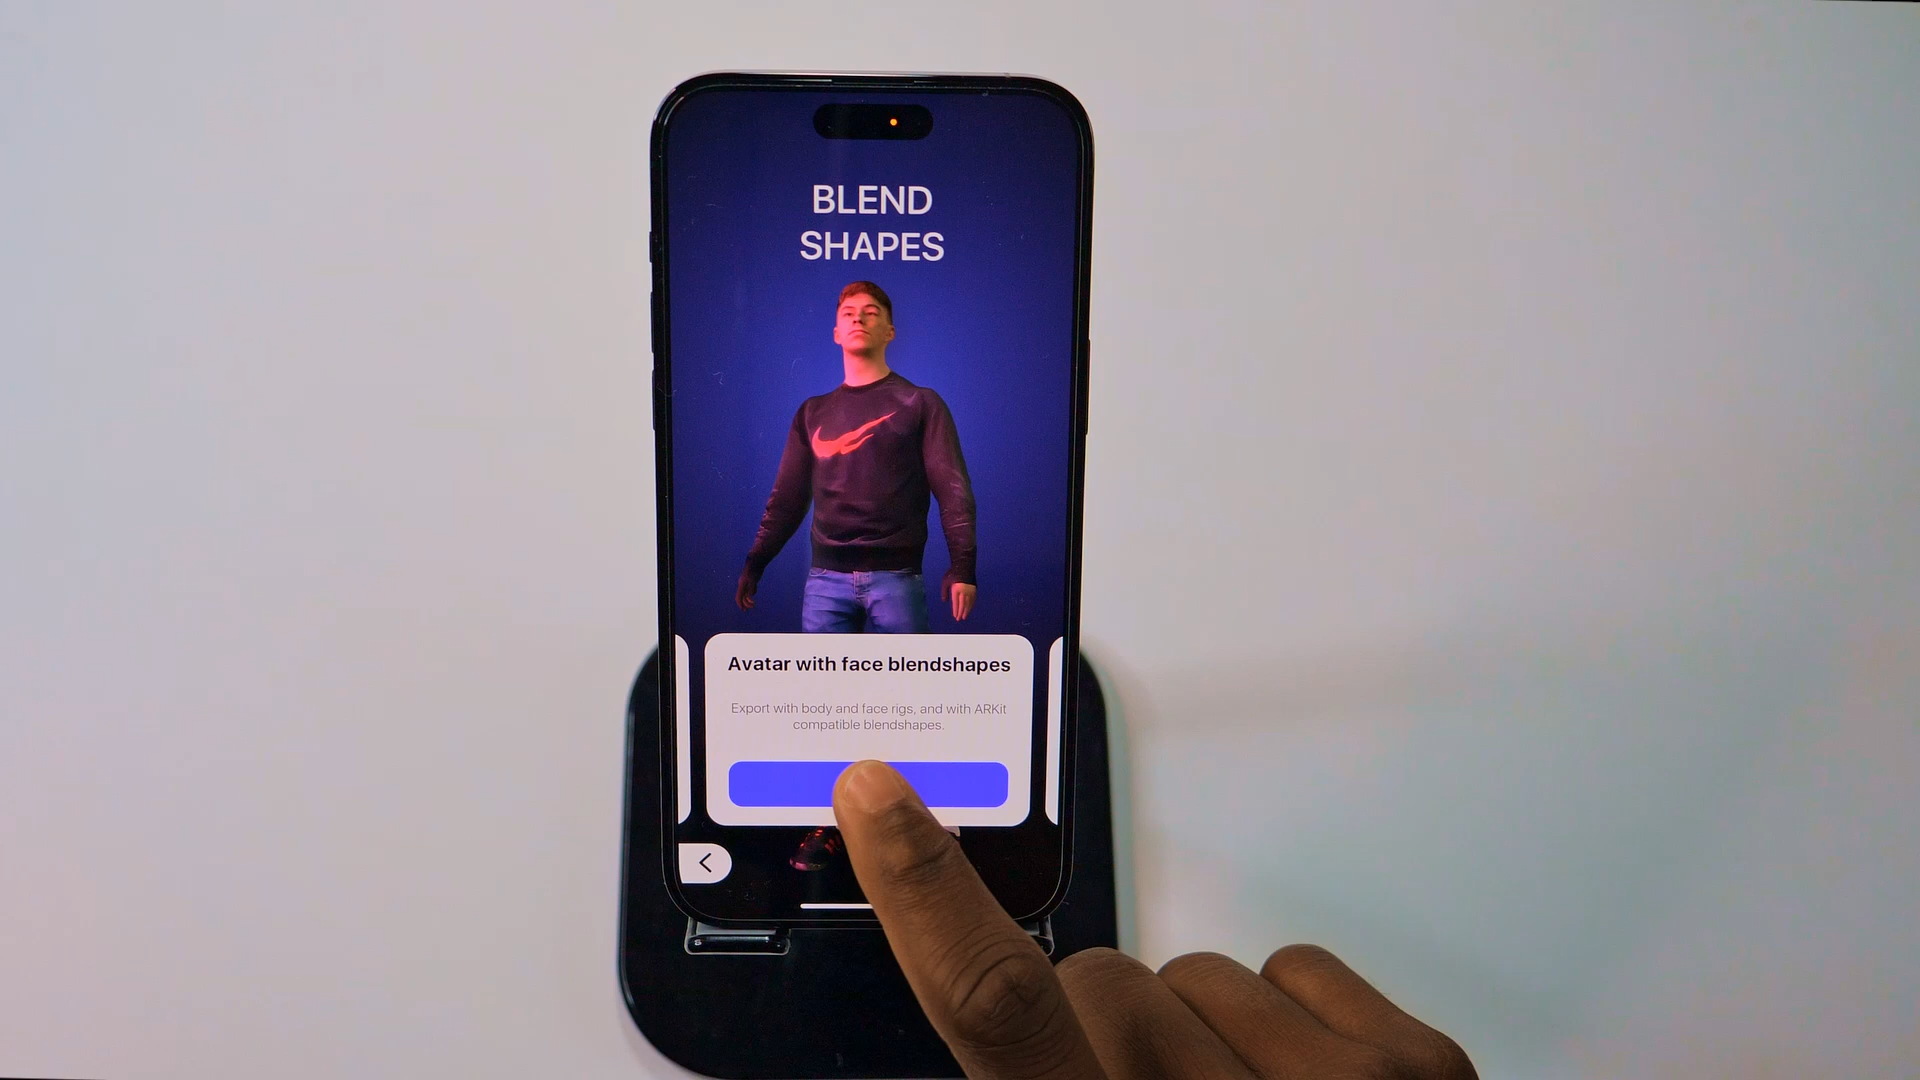 BLEND
SHAPES
Avatar with face blendshapes
Export with body and face rigs, and with ARKit
compatible blendshapes.